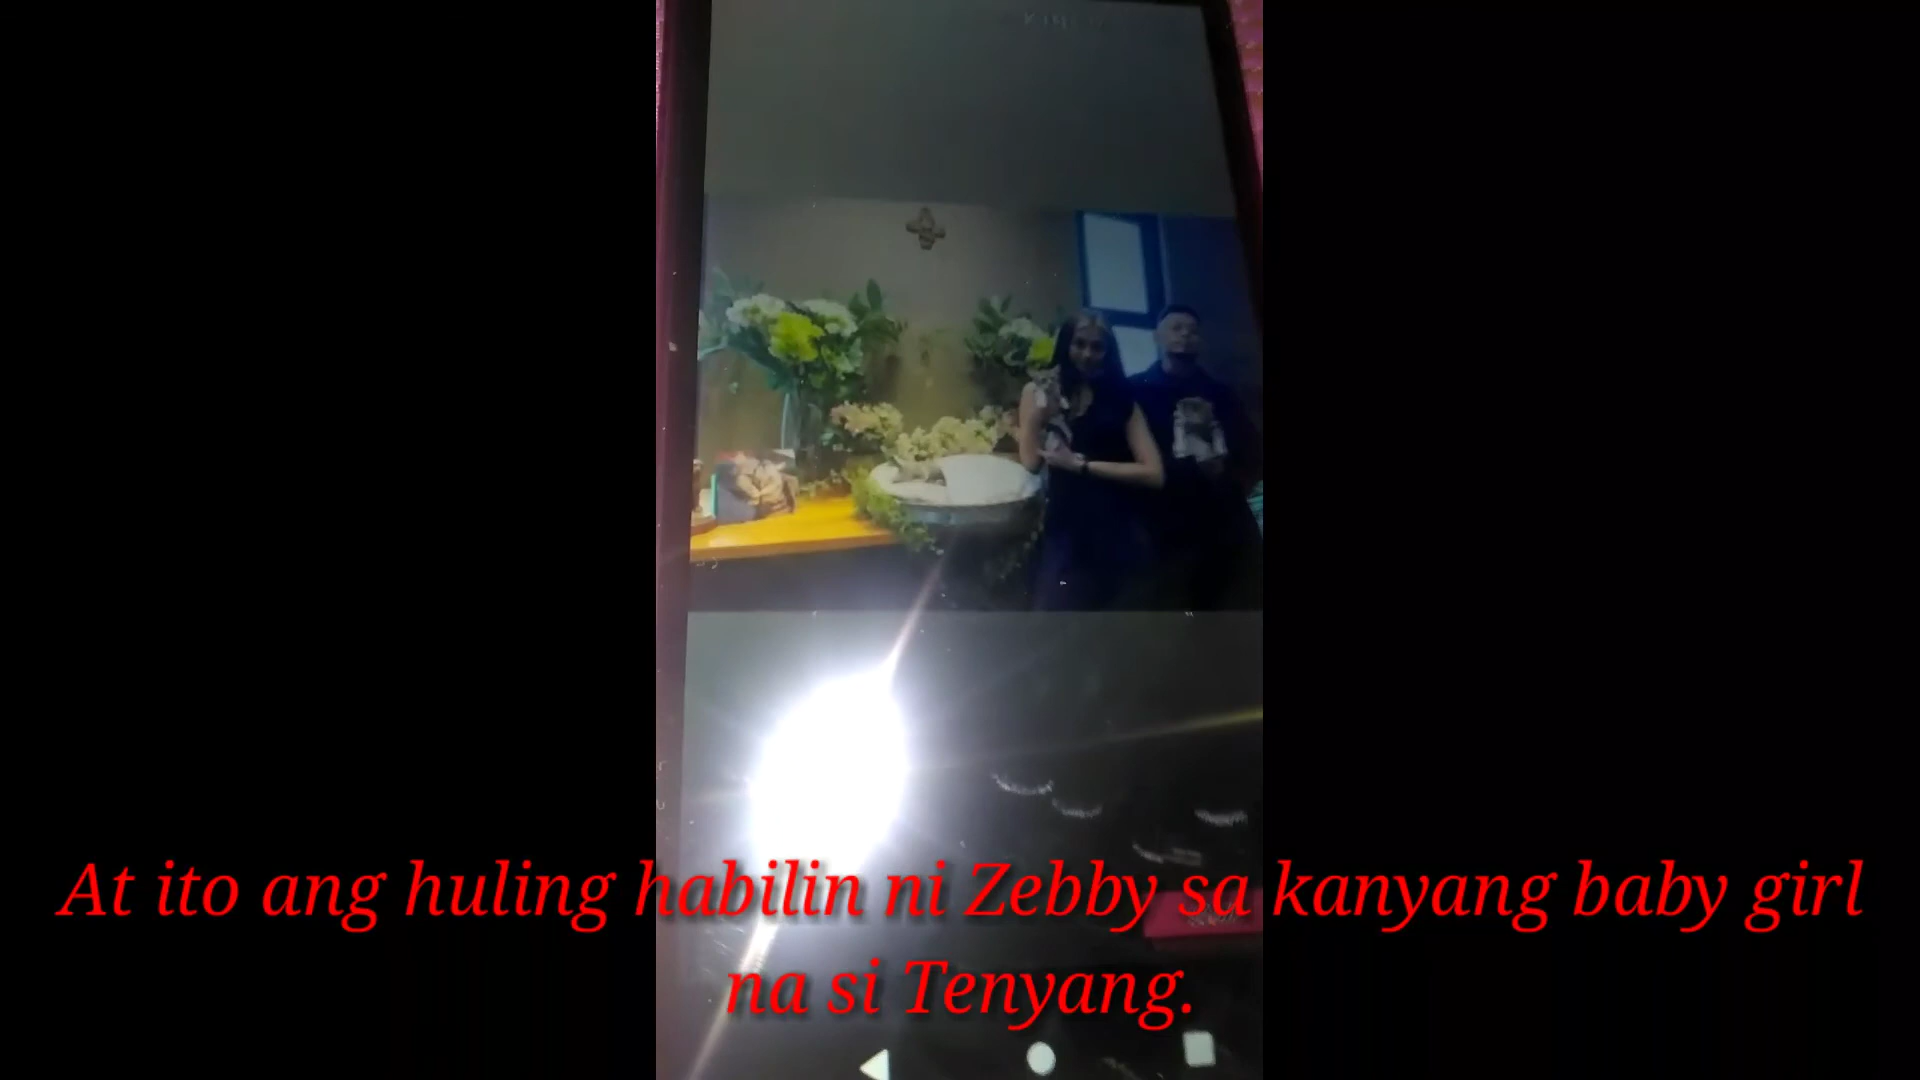 At ito ang huling habilin ni Zebby sa kanyang baby girl
na si Tenyang.